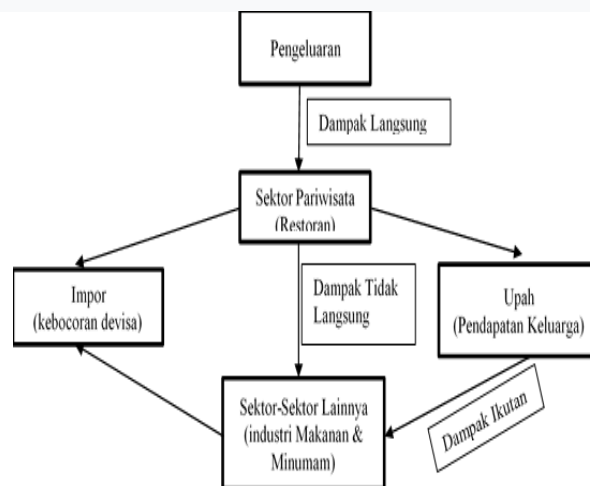 Pengeluaran
Dampak Langsung
Sektor Pariwisata
(Restoran)
Impor
(kebocoran devisa)
Dampak Tidak
Langsung
Upah
(Pendapatan Keluarga)
Sektor-Sektor Lainnya
(industri Makanan &
Minumam)
Dampak Ikutan